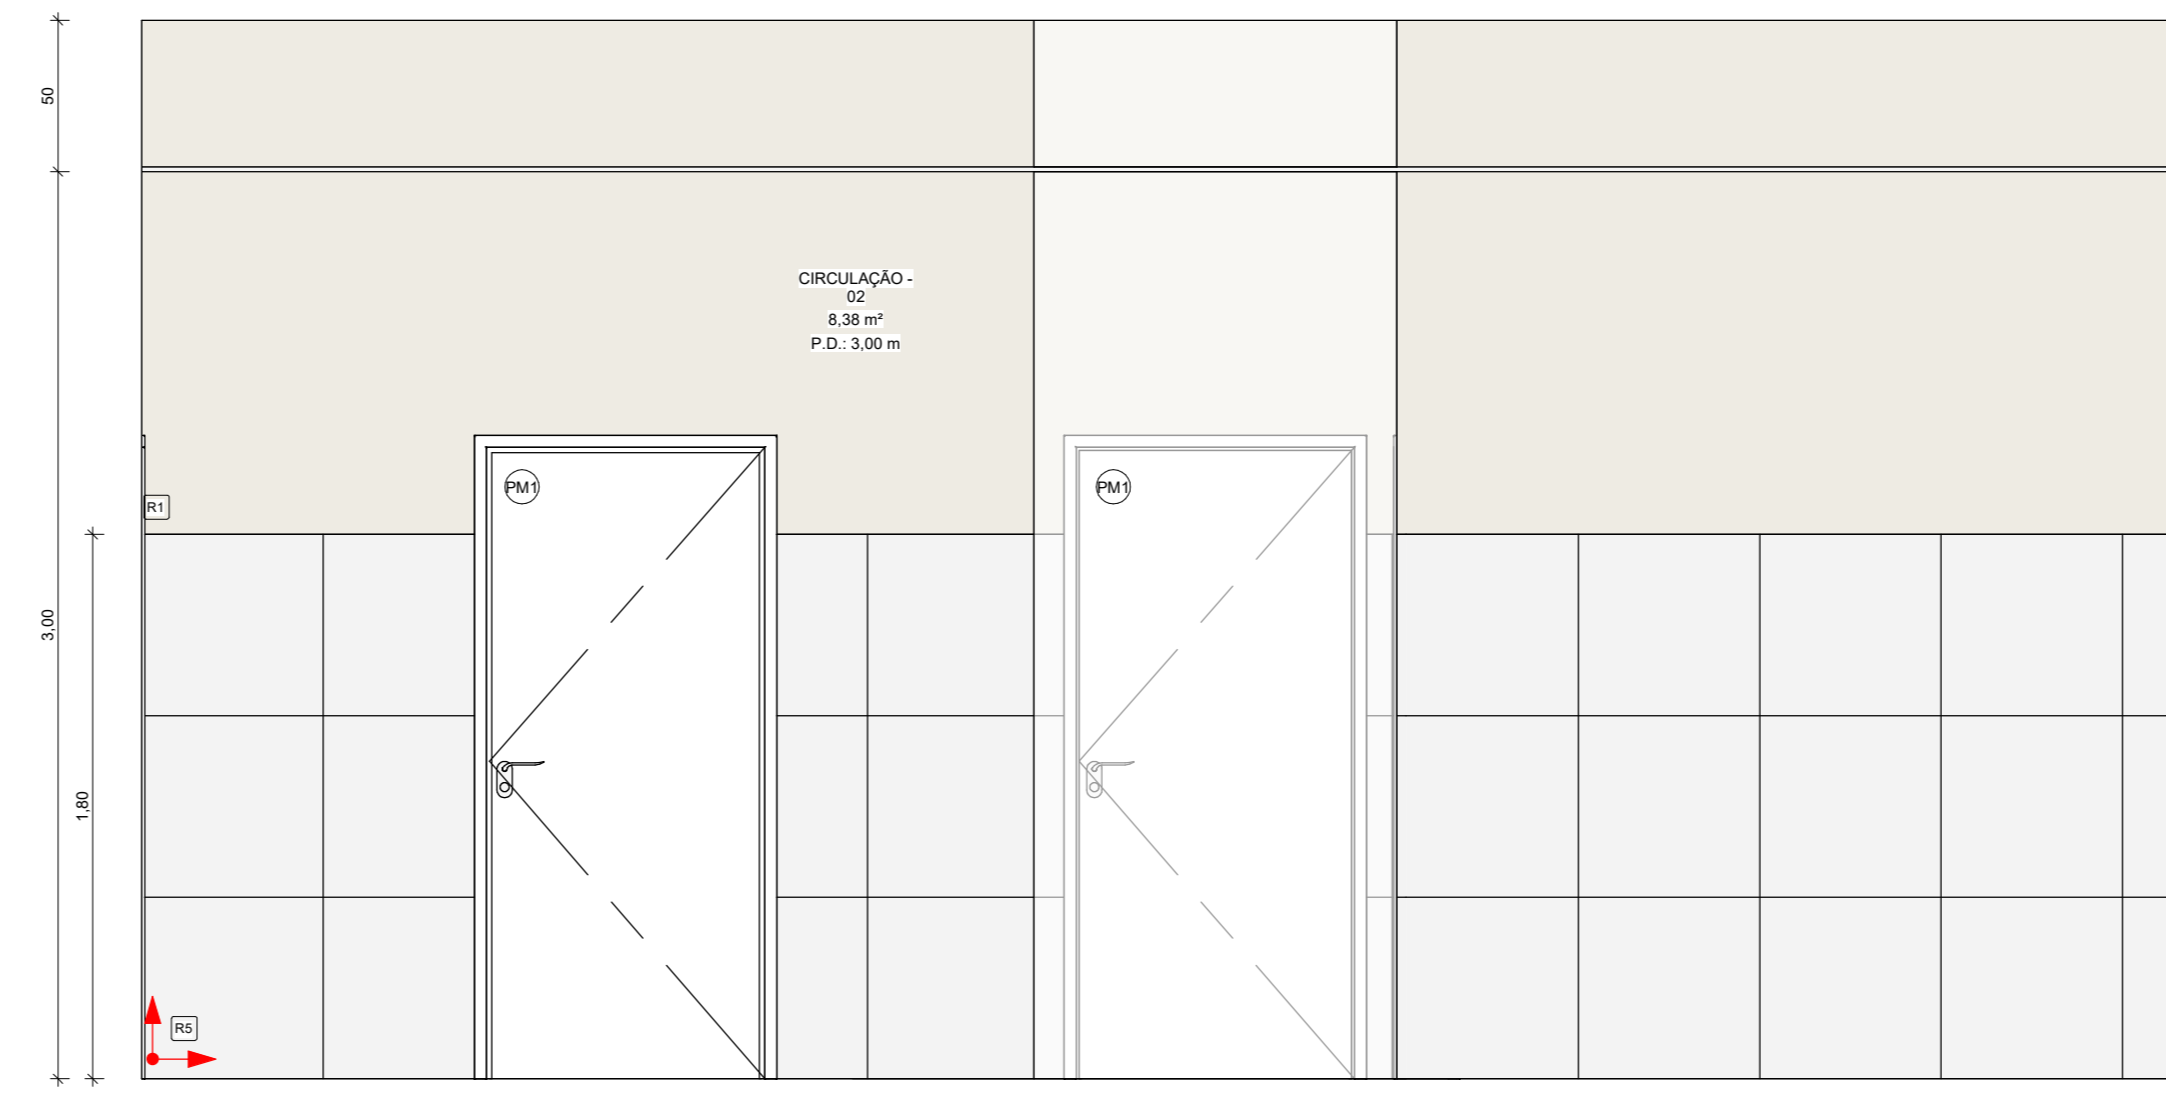 50
CIRCULAÇÃO -
02
8,38 m²
P.D.: 3,00 m
PM1
PM1
R1
3,00
1,80
R5